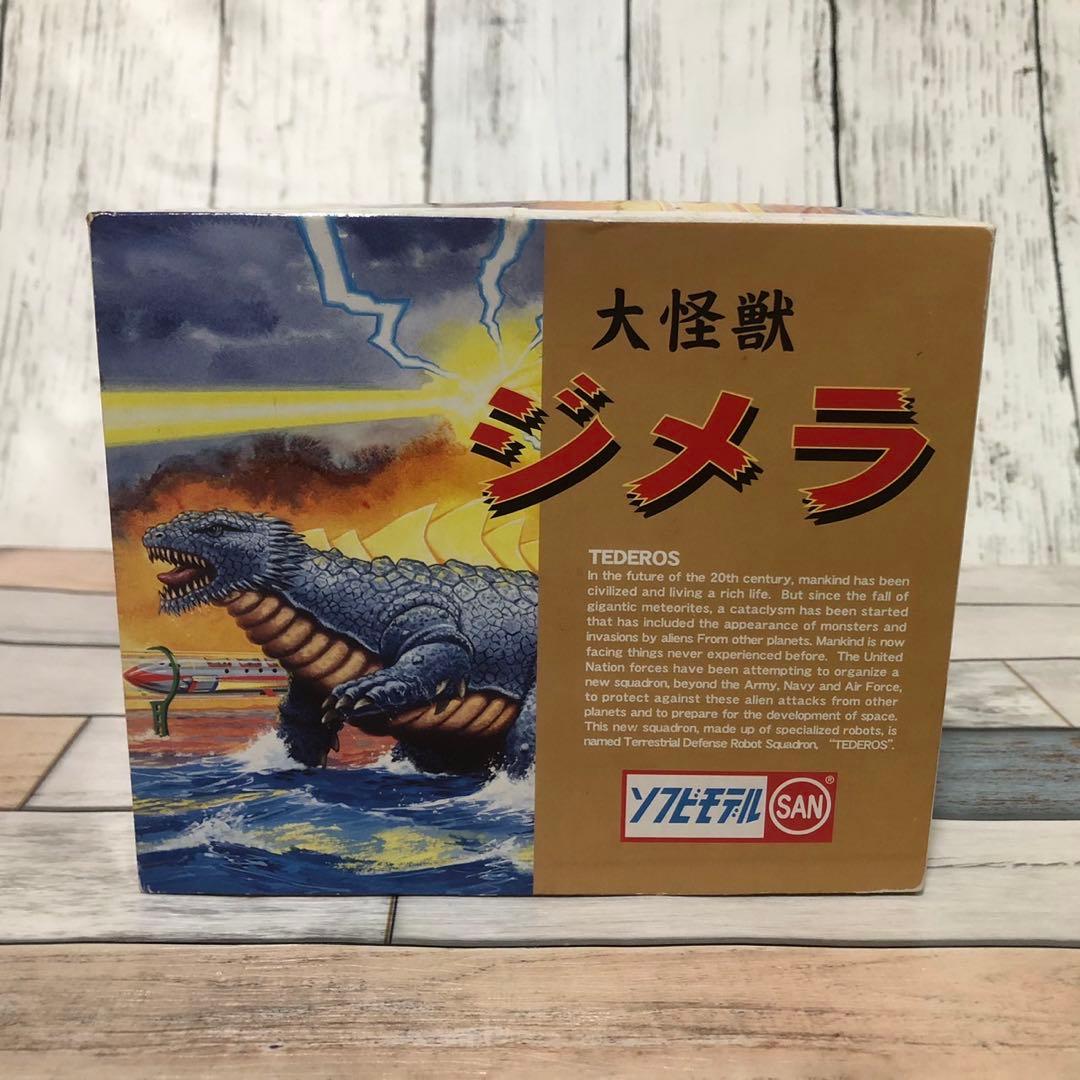 大怪獣
ジメラ
TEDEROS
In the future of the 20th century, mankind has been
civilized and living a rich life. But since the fall of
gigantic meteorites, a cataclysm has been started
that has included the appearance of monsters and
invasions by aliens From other planets. Mankind is now
facing things never experienced before. The United
Nation forces have been attempting to organize a
new squadron, beyond the Army, Navy and Air Force,
to protect against these alien attacks from other
planets and to prepare for the development of space.
This new squadron, made up of specialized robots, is
named Terrestrial Defense Robot Squadron, "TEDEROS".
ソフビモデル SAN®